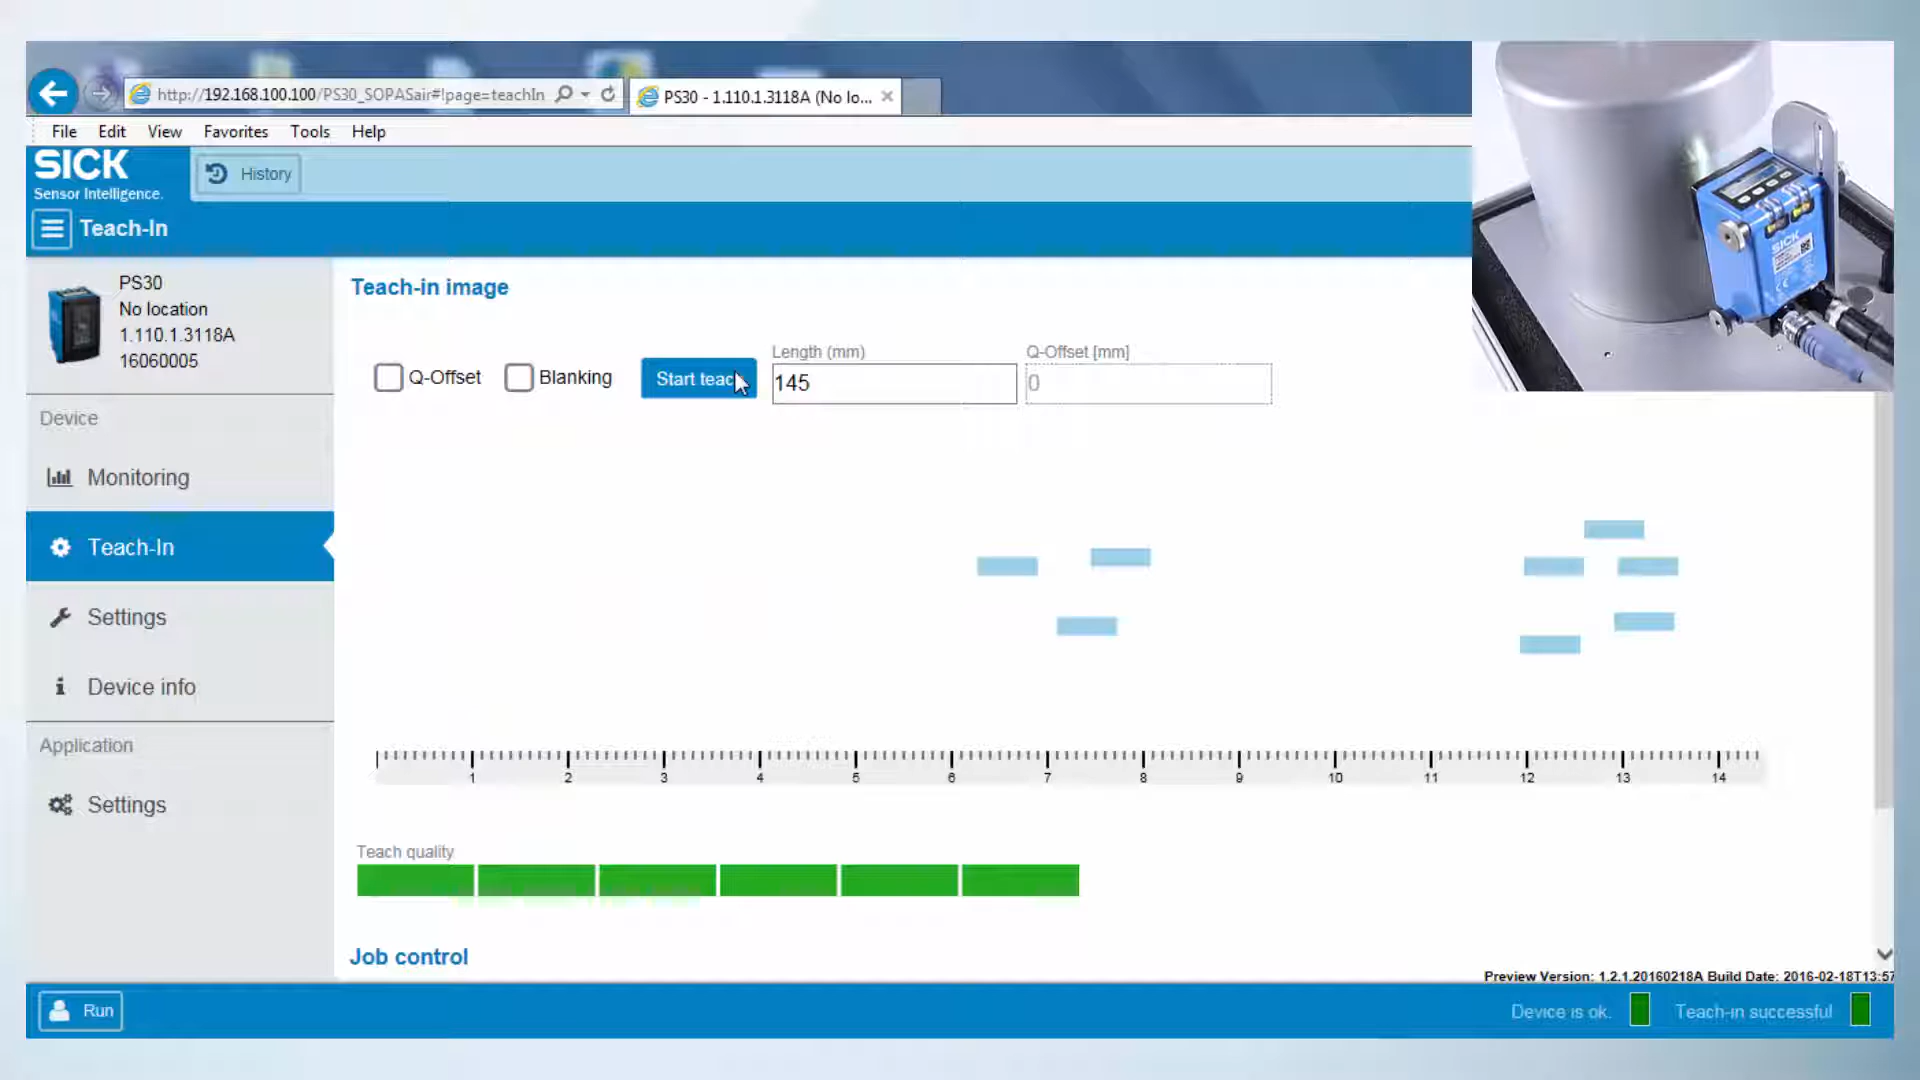 http://192.168.100.100/PS30_SOPASair#!page=teachIn
PS30 - 1.110.1.3118A (No lo...
File Edit View Favorites Tools Help
SICK
Sensor Intelligence.
History
Teach-In
PS30
No location
1.110.1.3118A
16060005
Device
Monitoring
Teach-In
Settings
Device info
Application
Settings
Teach-in image
Q-Offset
Blanking
Start teac
Length (mm)
145
Q-Offset [mm]
0
1 2 3 4 5 6 7 8 9 10 11 12 13 14
Teach quality
Job control
Preview Version: 1.2.1.20160218A Build Date: 2016-02-18T13:57
Run
Device is ok.
Teach-in successful
SICK